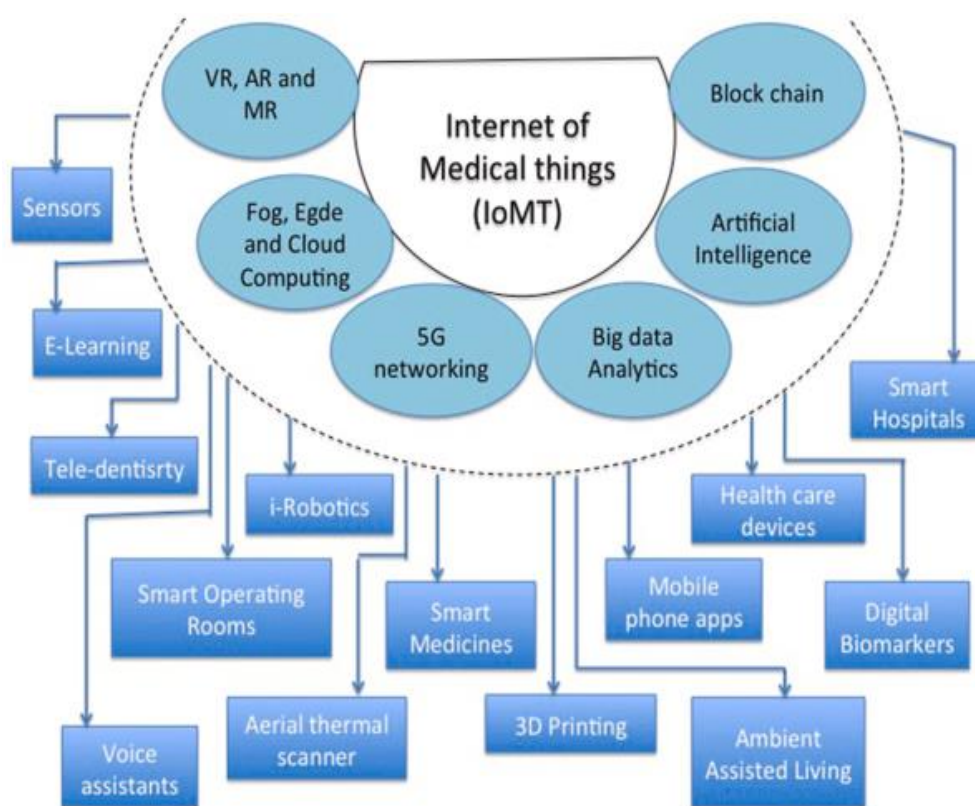 VR, AR and
MR
Internet of
Medical things
(IoMT)
Block chain
Sensors
Fog, Egde
and Cloud
Computing
Artificial
Intelligence
E-Learning
5G
networking
Big data
Analytics
Smart
Hospitals
Tele-dentisrty
i-Robotics
Health care
devices
Smart Operating
Rooms
Smart
Medicines
Mobile
phone apps
Digital
Biomarkers
Voice
assistants
Aerial thermal
scanner
3D Printing
Ambient
Assisted Living